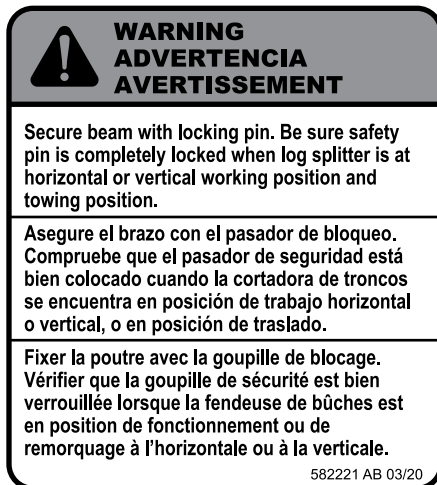 WARNING
ADVERTENCIA
AVERTISSEMENT
Secure beam with locking pin. Be sure safety
pin is completely locked when log splitter is at
horizontal or vertical working position and
towing position.
Asegure el brazo con el pasador de bloqueo.
Compruebe que el pasador de seguridad está
bien colocado cuando la cortadora de troncos
se encuentra en posición de trabajo horizontal
o vertical, o en posición de traslado.
Fixer la poutre avec la goupille de blocage.
Vérifier que la goupille de sécurité est bien
verrouillée lorsque la fendeuse de bûches est
en position de fonctionnement ou de
remorquage à l'horizontale ou à la verticale.
582221 AB 03/20